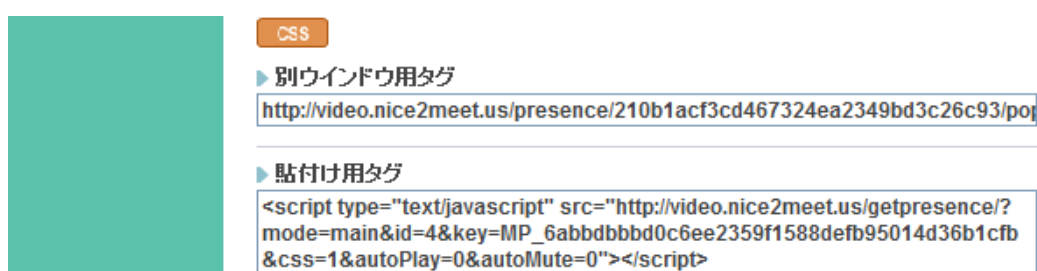 CSS
別ウインドウ用タグ
http://video.nice2meet.us/presence/210b1acf3cd467324ea2349bd3c26c93/pop
貼付け用タグ
<script type="text/javascript" src="http://video.nice2meet.us/getpresence/?
mode=main&id=4&key=MP_6abbdbbbd0c6ee2359f1588defb95014d36b1cfb
&css=1&autoPlay=0&autoMute=0"></script>